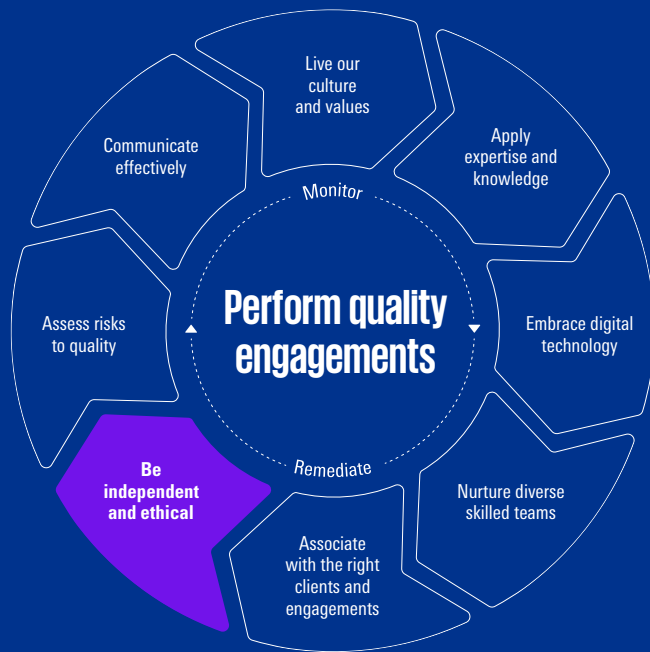 Live our
culture
and values
Apply
expertise and
knowledge
Embrace digital
technology
Nurture diverse
skilled teams
Associate
with the right
clients and
engagements
Be
independent
and ethical
Assess risks
to quality
Communicate
effectively
Monitor
Perform quality
engagements
Remediate